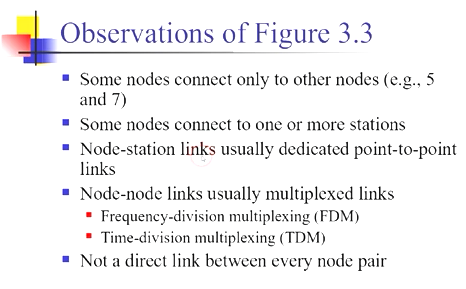 Observations of Figure 3.3
Some nodes connect only to other nodes (e.g., 5
and 7)
Some nodes connect to one or more stations
Node-station links usually dedicated point-to-point
links
Node-node links usually multiplexed links
Frequency-division multiplexing (FDM)
Time-division multiplexing (TDM)
Not a direct link between every node pair